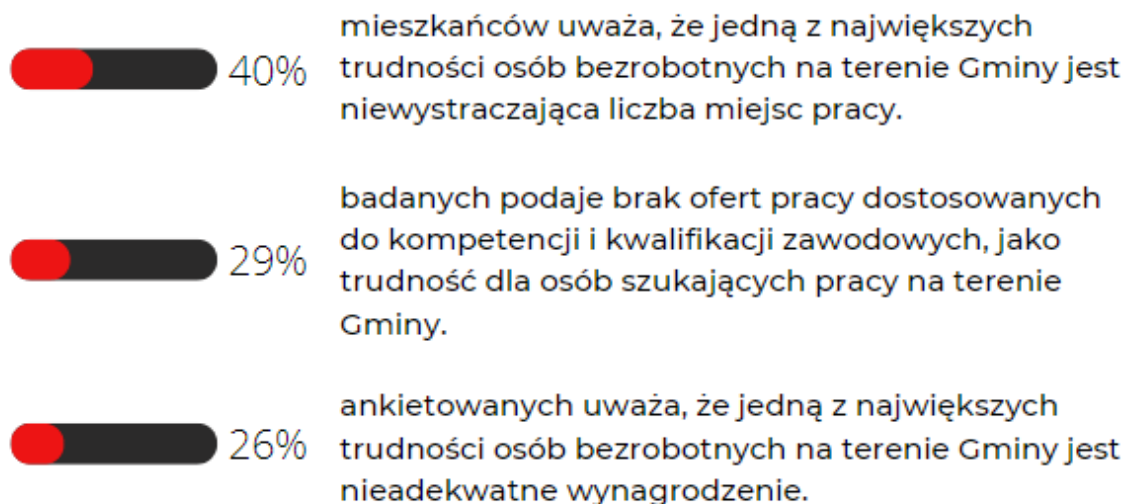 mieszkańców uważa, że jedną z największych
40% trudności osób bezrobotnych na terenie Gminy jest
niewystraczająca liczba miejsc pracy.
badanych podaje brak ofert pracy dostosowanych
29% do kompetencji i kwalifikacji zawodowych, jako
trudność dla osób szukających pracy na terenie
Gminy.
ankietowanych uważa, że jedną z największych
26% trudności osób bezrobotnych na terenie Gminy jest
nieadekwatne wynagrodzenie.